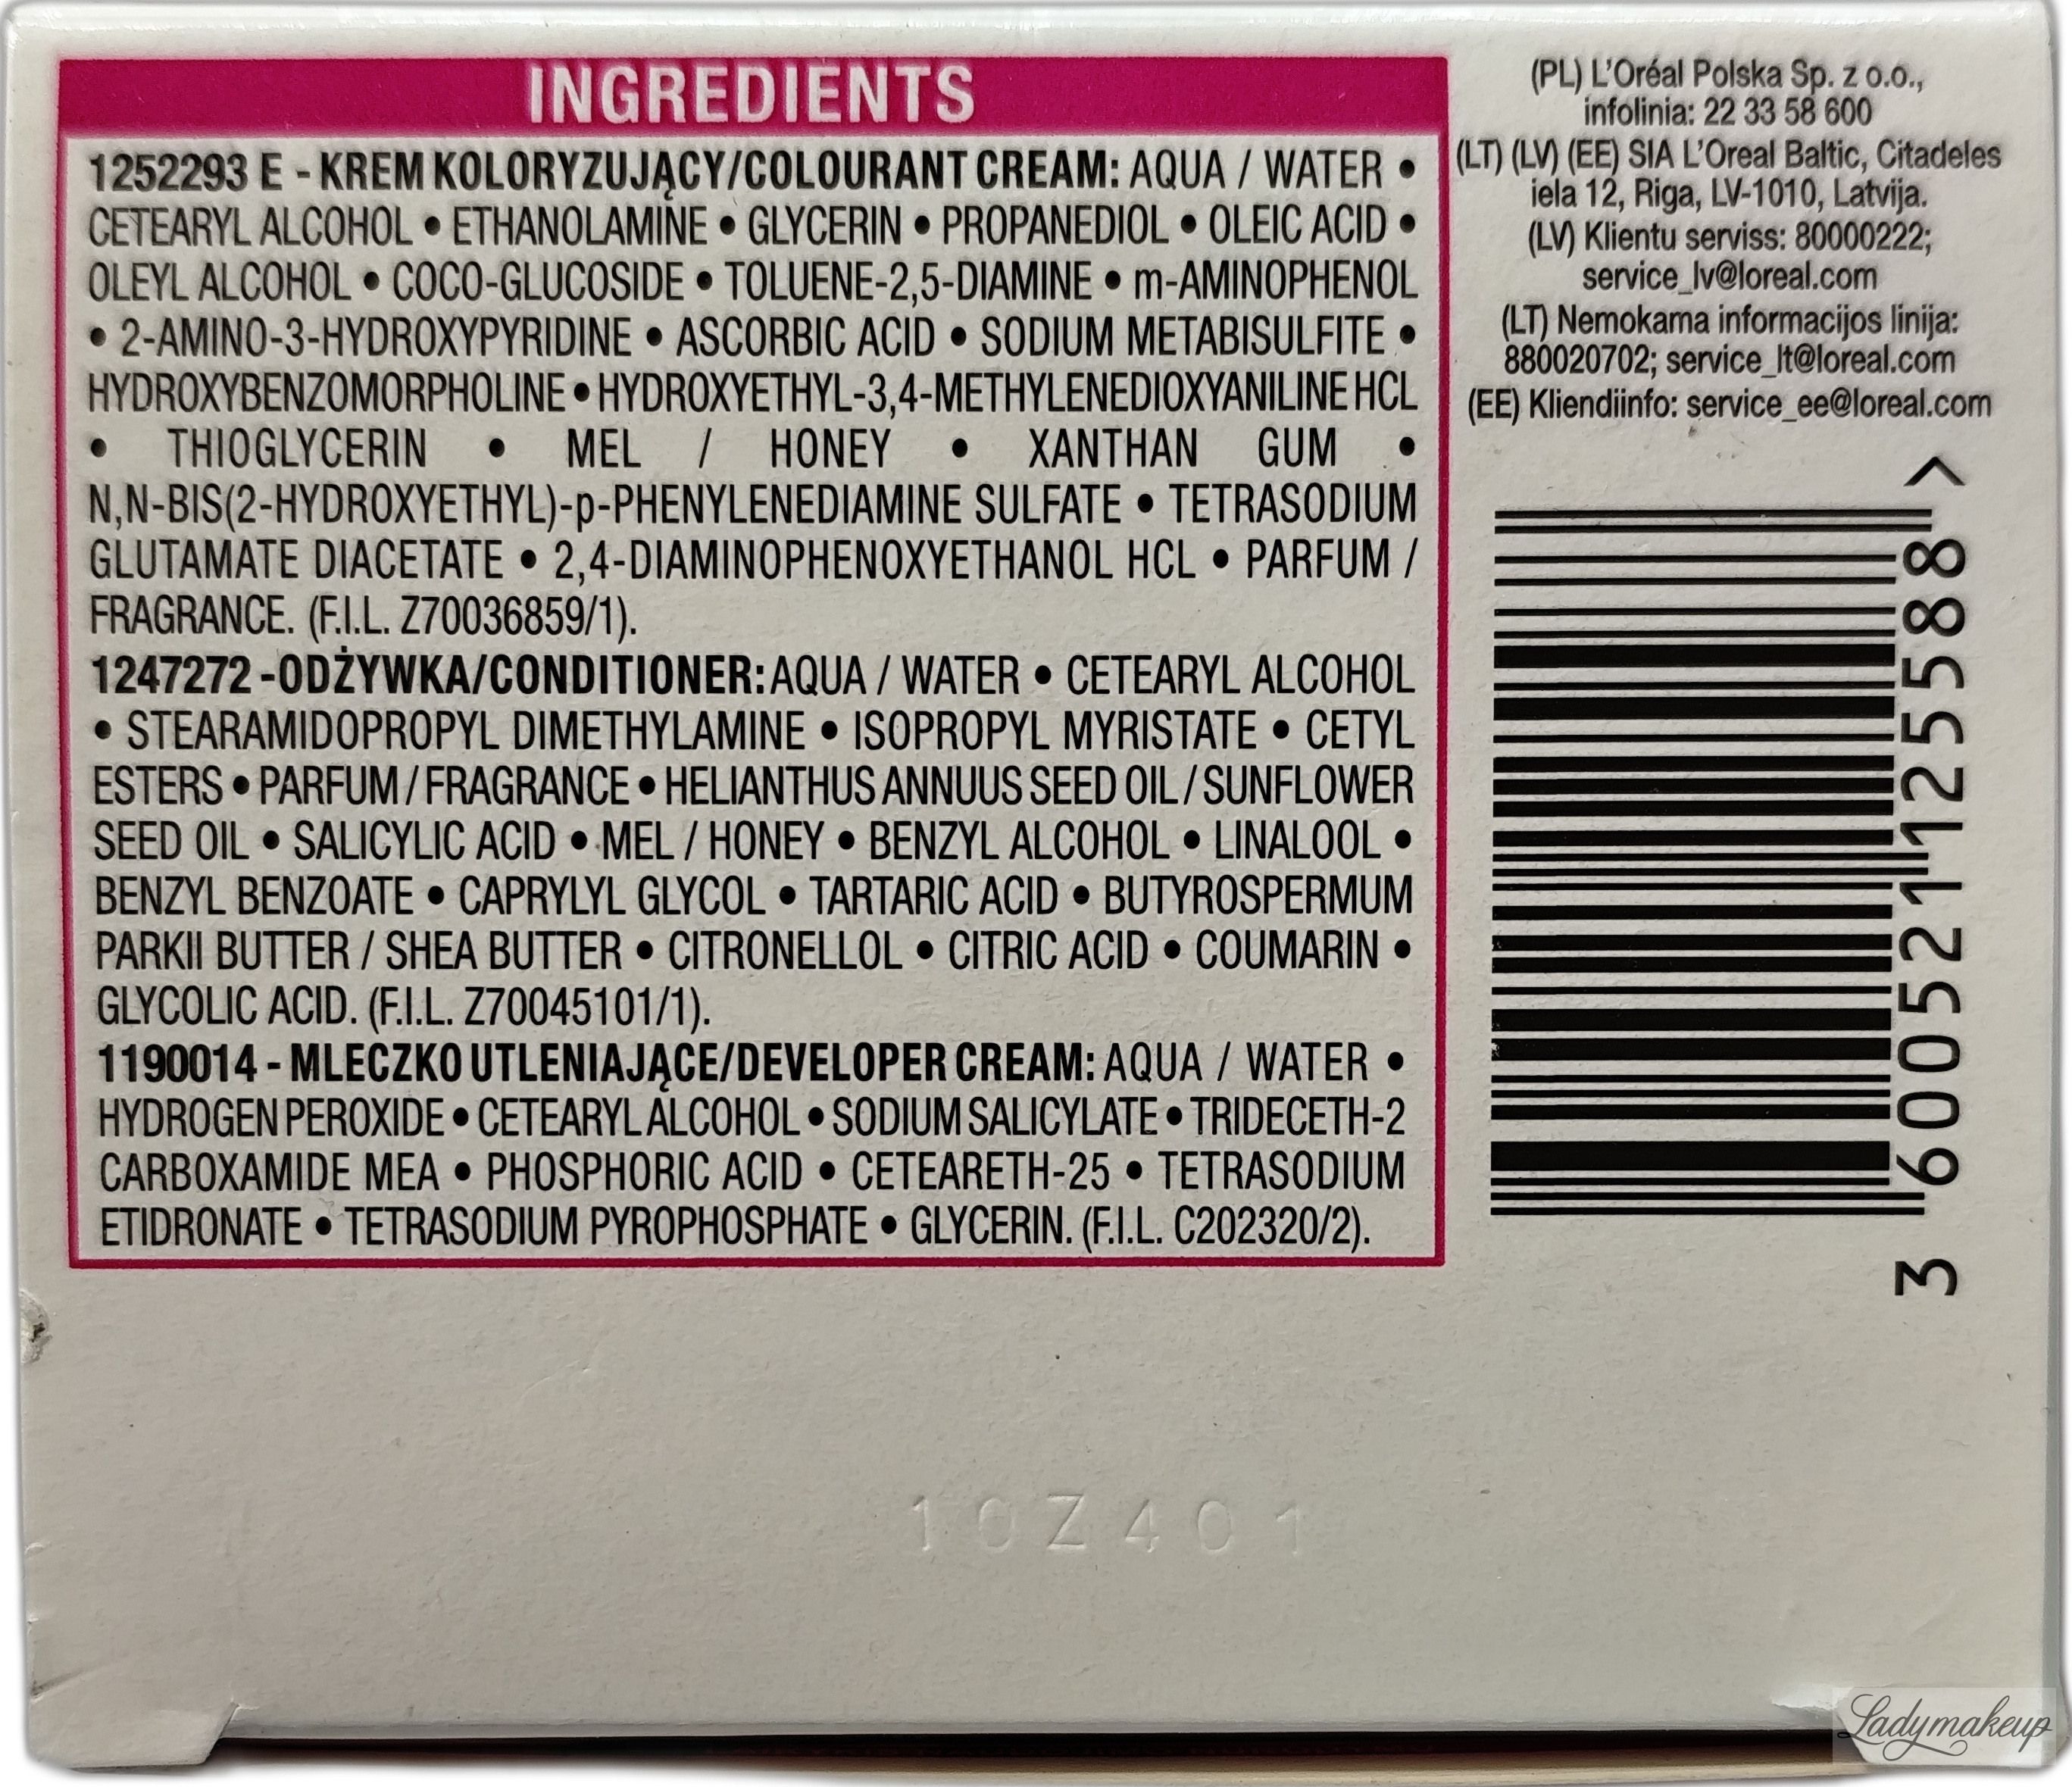 INGREDIENTS
1252293 E - KREM KOLORYZUJĄCY/COLOURANT CREAM: AQUA / WATER •
CETEARYL ALCOHOL • ETHANOLAMINE • GLYCERIN • PROPANEDIOL • OLEIC ACID •
OLEYL ALCOHOL • COCO-GLUCOSIDE • TOLUENE-2,5-DIAMINE • m-AMINOPHENOL
• 2-AMINO-3-HYDROXYPYRIDINE • ASCORBIC ACID • SODIUM METABISULFITE •
HYDROXYBENZOMORPHOLINE • HYDROXYETHYL-3,4-METHYLENEDIOXYANILINE HCL
• THIOGLYCERIN • MEL / HONEY • XANTHAN GUM •
N,N-BIS(2-HYDROXYETHYL)-p-PHENYLENEDIAMINE SULFATE • TETRASODIUM
GLUTAMATE DIACETATE • 2,4-DIAMINOPHENOXYETHANOL HCL • PARFUM /
FRAGRANCE. (F.I.L. Z70036859/1).
1247272 -ODŻYWKA/CONDITIONER: AQUA / WATER • CETEARYL ALCOHOL
• STEARAMIDOPROPYL DIMETHYLAMINE • ISOPROPYL MYRISTATE • CETYL
ESTERS • PARFUM / FRAGRANCE • HELIANTHUS ANNUUS SEED OIL / SUNFLOWER
SEED OIL • SALICYLIC ACID • MEL / HONEY • BENZYL ALCOHOL • LINALOOL •
BENZYL BENZOATE • CAPRYLYL GLYCOL • TARTARIC ACID • BUTYROSPERMUM
PARKII BUTTER / SHEA BUTTER • CITRONELLOL • CITRIC ACID • COUMARIN •
GLYCOLIC ACID. (F.I.L. Z70045101/1).
1190014 - MLECZKO UTLENIAJĄCE/DEVELOPER CREAM: AQUA / WATER •
HYDROGEN PEROXIDE • CETEARYL ALCOHOL • SODIUM SALICYLATE • TRIDECETH-2
CARBOXAMIDE MEA • PHOSPHORIC ACID • CETEARETH-25 • TETRASODIUM
ETIDRONATE • TETRASODIUM PYROPHOSPHATE • GLYCERIN. (F.I.L. C202320/2).
(PL) L'Oréal Polska Sp. z o.o.,
infolinia: 22 33 58 600
(LT) (LV) (EE) SIA L'Oreal Baltic, Citadeles
iela 12, Riga, LV-1010, Latvija.
(LV) Klientu serviss: 80000222;
service_lv@loreal.com
(LT) Nemokama informacijos linija:
880020702; service_lt@loreal.com
(EE) Kliendiinfo: service_ee@loreal.com
3 600521 125588 >
10Z401
Ladymakeup